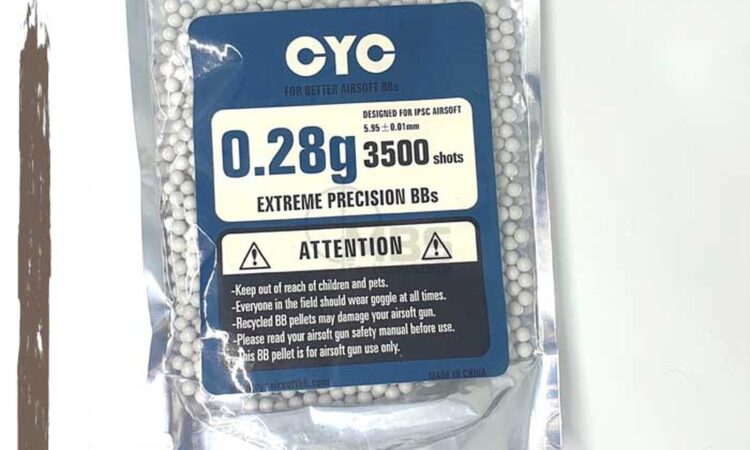 CYC
FOR BETTER AIRSOFT BBs
DESIGNED FOR IPSC AIRSOFT
5.95±0.01mm
0.28g 3500 shots
EXTREME PRECISION BBs
MBS
ATTENTION
-Keep out of reach of children and pets.
-Everyone in the field should wear goggle at all times.
-Recycled BB pellets may damage your airsoft gun.
-Please read your airsoft gun safety manual before use.
-This BB pellet is for airsoft gun use only.
cycairsoftbb.com
MADE IN CHINA